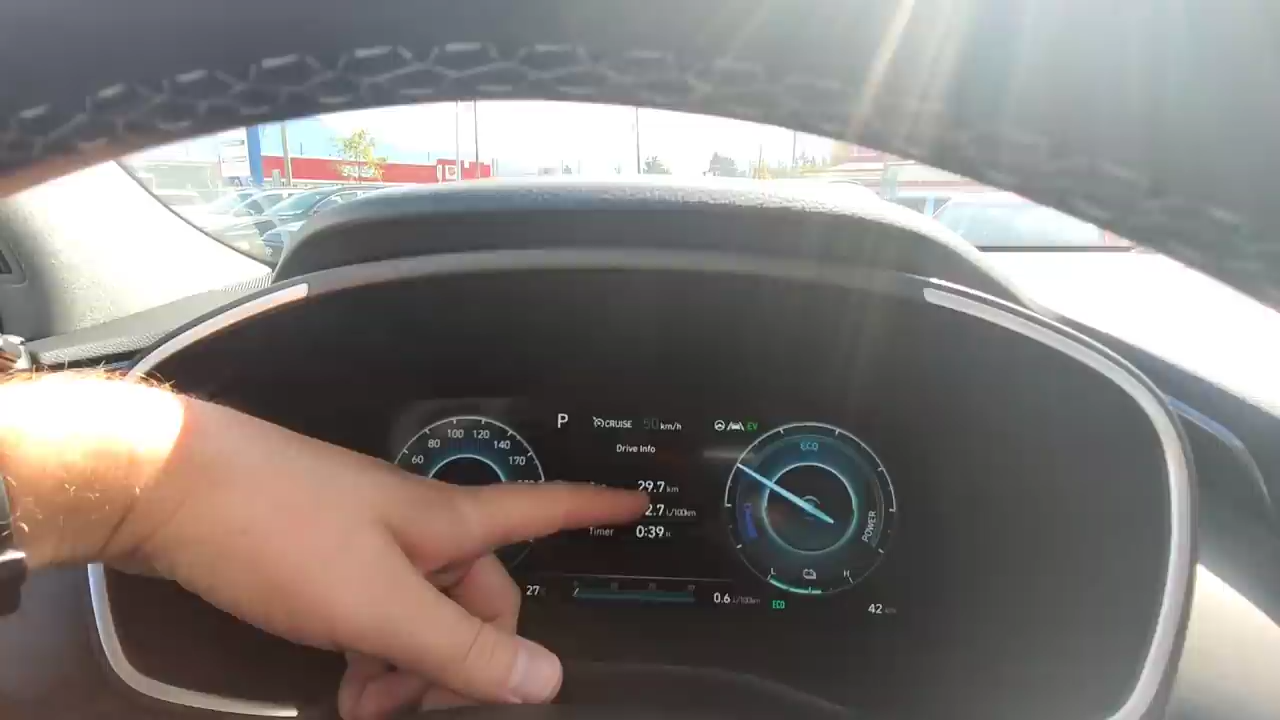 P CRUISE 50 km/h EV
Drive Info
29.7 km
2.7 L/100km
Timer 0:39 h
60 80 100 120 140 170
ECO
POWER
L H
27
0.6 L/100km
ECO
42 km